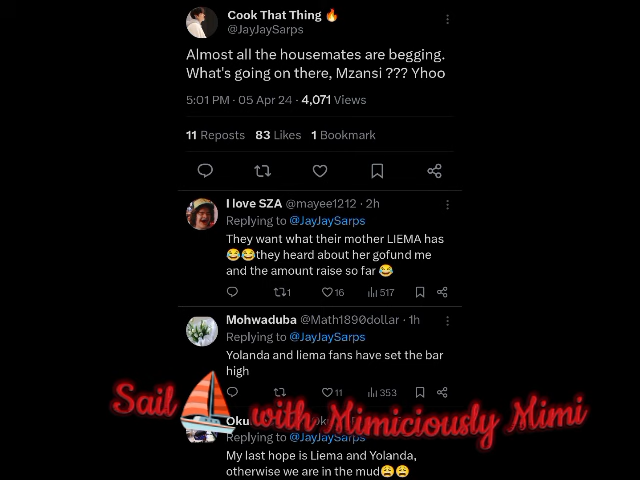 Cook That Thing 🔥
@JayJaySarps
Almost all the housemates are begging.
What's going on there, Mzansi ??? Yhoo
5:01 PM · 05 Apr 24 · 4,071 Views
11 Reposts 83 Likes 1 Bookmark
I love SZA @mayee1212 · 2h
Replying to @JayJaySarps
They want what their mother LIEMA has
😂😂they heard about her gofund me
and the amount raise so far 😂
1 16 517
Mohwaduba @Math1890dollar · 1h
Replying to @JayJaySarps
Yolanda and liema fans have set the bar
high
11 353
Sail ⛵ with Mimiciously Mimi
Replying to @JayJaySarps
My last hope is Liema and Yolanda,
otherwise we are in the mud😩😩